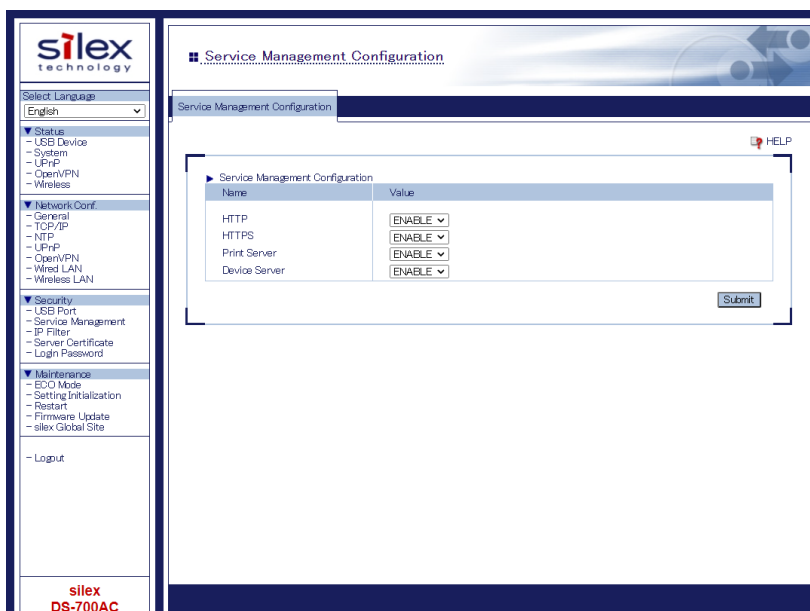 silex
technology
Select Language
English
▼ Status
- USB Device
- System
- UPnP
- OpenVPN
- Wireless
▼ Network Conf.
- General
- TCP/IP
- NTP
- UPnP
- OpenVPN
- Wired LAN
- Wireless LAN
▼ Security
- USB Port
- Service Management
- IP Filter
- Server Certificate
- Login Password
▼ Maintenance
- ECO Mode
- Setting Initialization
- Restart
- Firmware Update
- silex Global Site
- Logout
silex
DS-700AC
Service Management Configuration
Service Management Configuration
HELP
Service Management Configuration
Name Value
HTTP ENABLE
HTTPS ENABLE
Print Server ENABLE
Device Server ENABLE
Submit